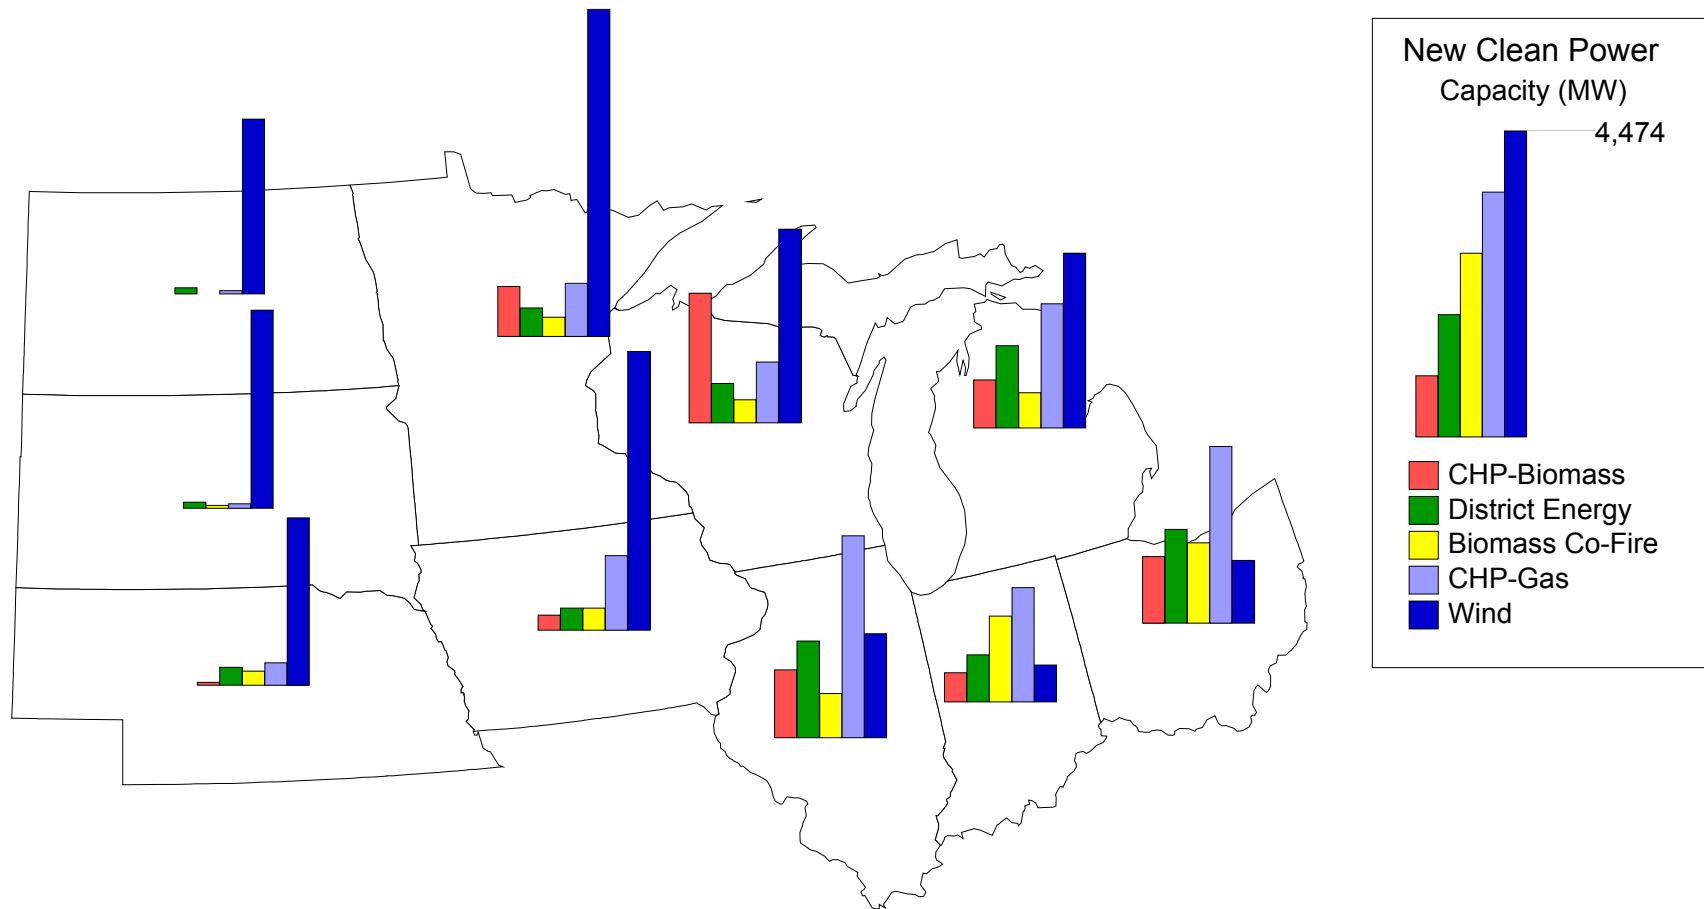 New Clean Power
Capacity (MW)
4,474
CHP-Biomass
District Energy
Biomass Co-Fire
CHP-Gas
Wind